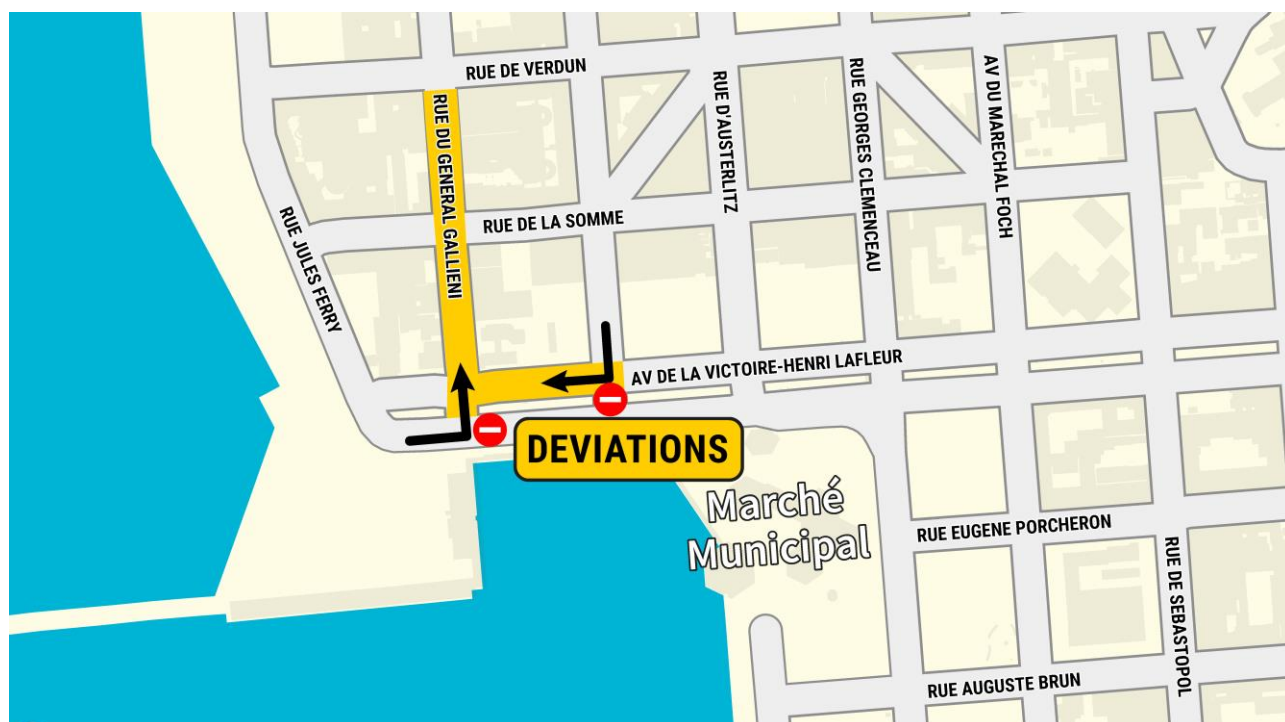 RUE DE VERDUN
RUE DU GENERAL GALLIENI
RUE D'AUSTERLITZ
RUE GEORGES CLEMENCEAU
AV DU MARECHAL FOCH
RUE DE LA SOMME
RUE JULES FERRY
AV DE LA VICTOIRE-HENRI LAFLEUR
DEVIATIONS
Marché
Municipal
RUE EUGENE PORCHERON
RUE DE SEBASTOPOL
RUE AUGUSTE BRUN